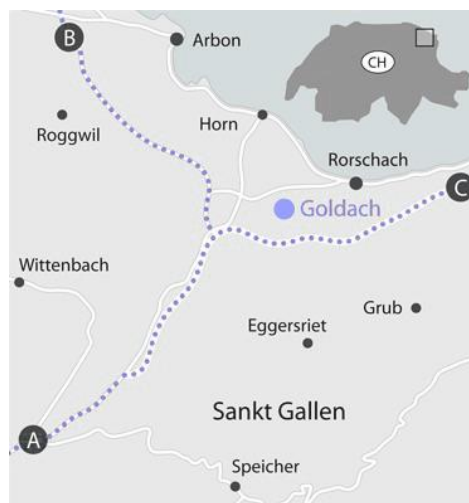 B
Arbon
CH
Roggwil
Horn
Rorschach
C
Goldach
Wittenbach
Grub
Eggersriet
Sankt Gallen
A
Speicher